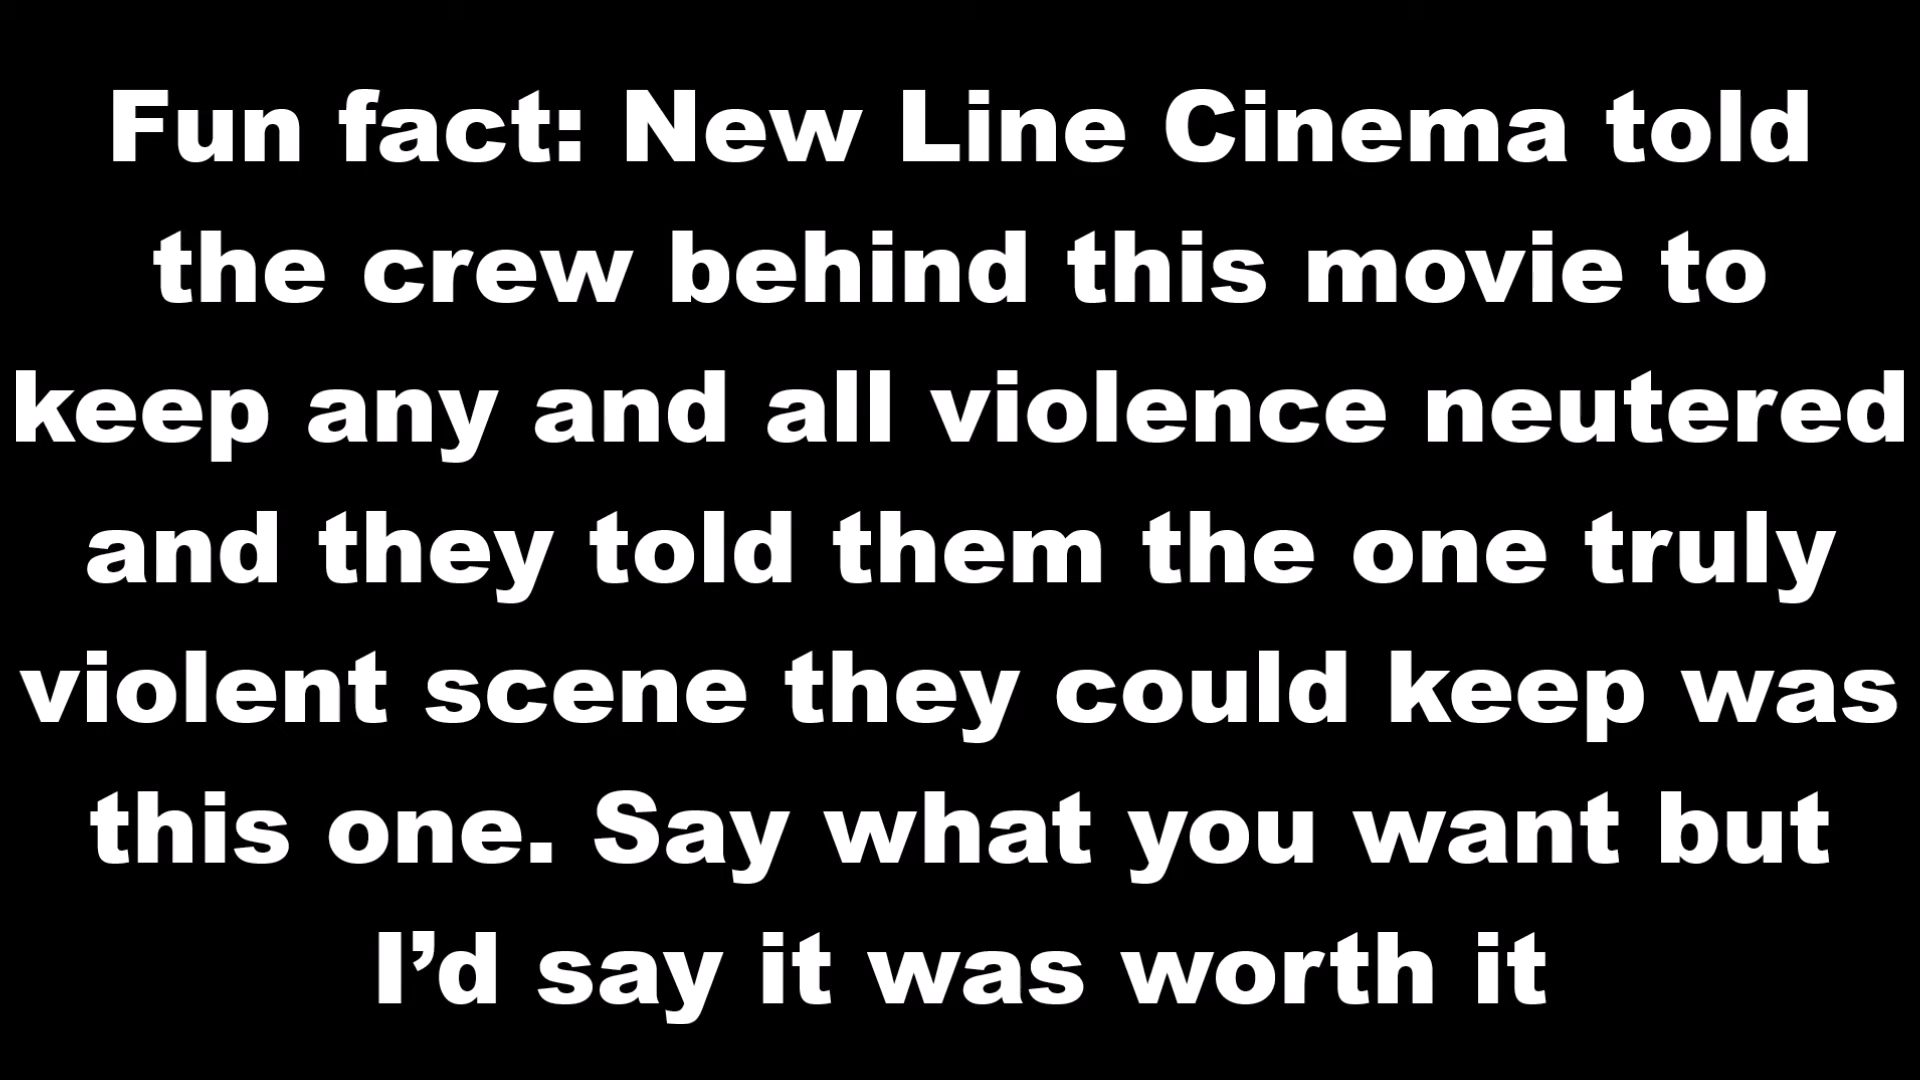 Fun fact: New Line Cinema told
the crew behind this movie to
keep any and all violence neutered
and they told them the one truly
violent scene they could keep was
this one. Say what you want but
I’d say it was worth it